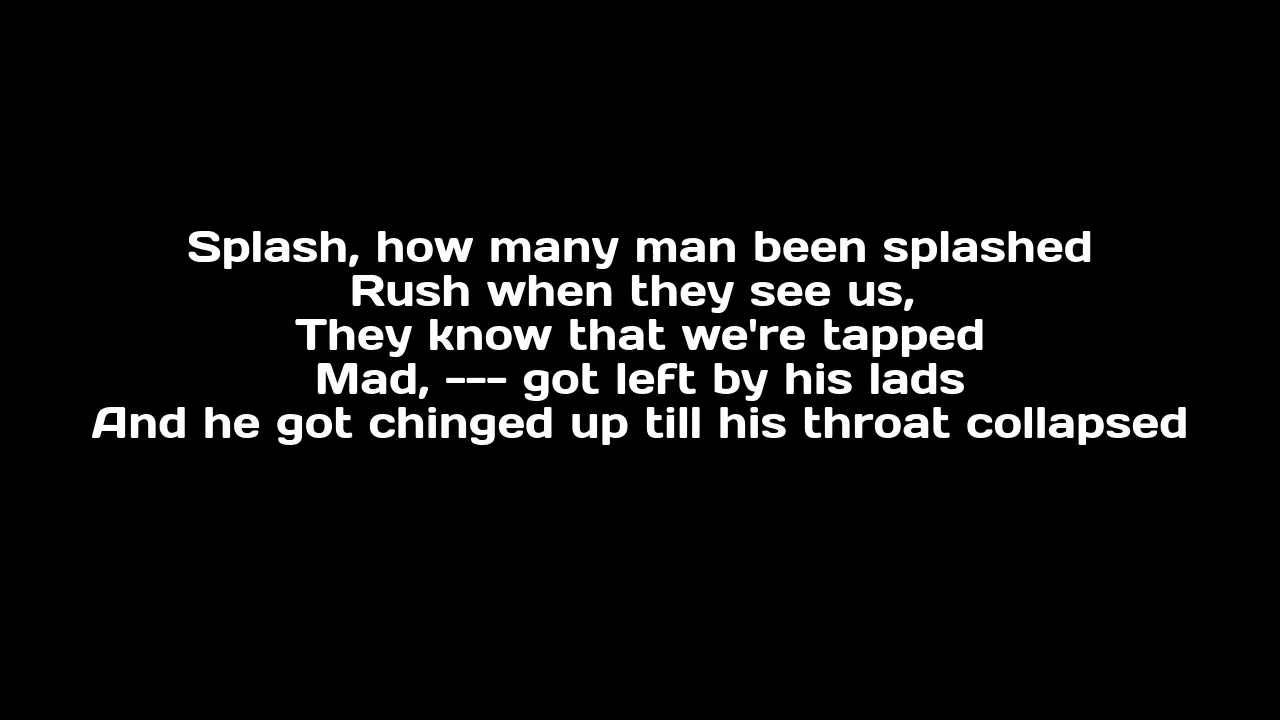 Splash, how many man been splashed
Rush when they see us,
They know that we're tapped
Mad, --- got left by his lads
And he got chinged up till his throat collapsed